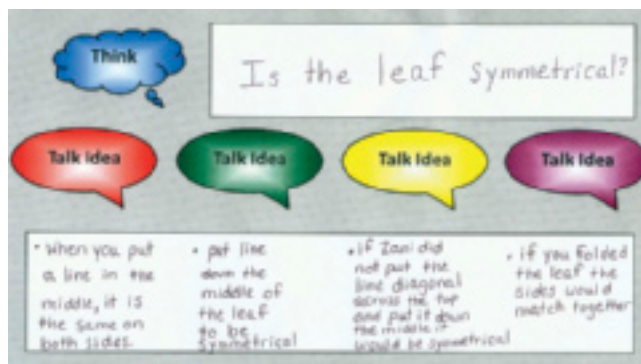 Think
Is the leaf symmetrical?
Talk idea
Talk Idea
Talk Idea
Talk Idea
• When you put
a line in the
middle, it is
the same on
both sides.
• put line
down the
middle of
the leaf
to be
symmetrical
• if Zani did
not put the
line diagonal
across the top
and put it down
the middle it
would be symmetrical
• if you folded
the leaf the
sides would
match together